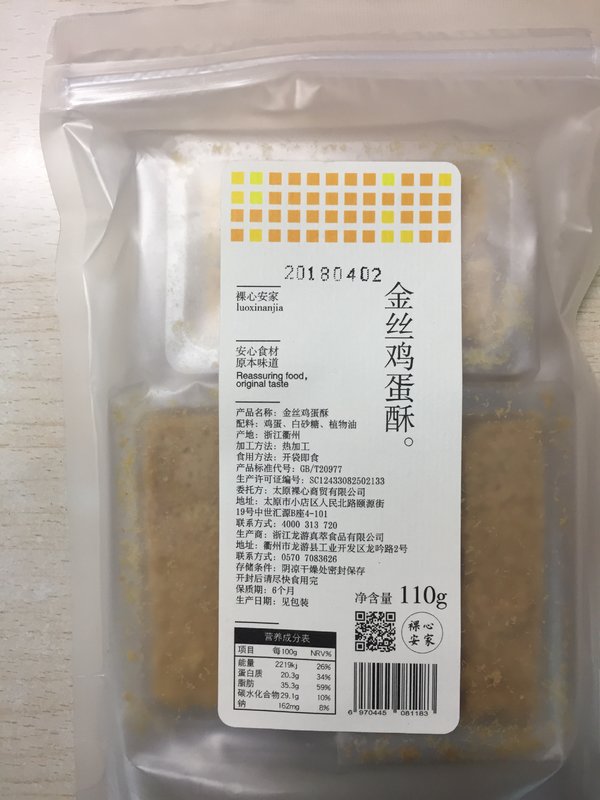 20180402
裸心安家
luoxinanjia
金丝鸡蛋酥。
安心食材
原本味道
Reassuring food,
original taste
产品名称：金丝鸡蛋酥
配料：鸡蛋、白砂糖、植物油
产地：浙江衢州
加工方法：热加工
食用方法：开袋即食
产品标准代号：GB/T20977
生产许可证编号：SC12433082502133
委托方：太原裸心商贸有限公司
地址：太原市小店区人民北路颐源街
19号中世汇源B座4-101
联系方式：4000 313 720
生产商：浙江龙游真萃食品有限公司
地址：衢州市龙游县工业开发区龙吟路2号
联系方式：0570 7083626
存储条件：阴凉干燥处密封保存
开封后请尽快食用完
保质期：6个月
生产日期：见包装
净含量 110g
裸心
安家
营养成分表
项目 每100g NRV%
能量 2219kj 26%
蛋白质 20.3g 34%
脂肪 35.3g 59%
碳水化合物 29.1g 10%
钠 162mg 8%
6 970445 081183